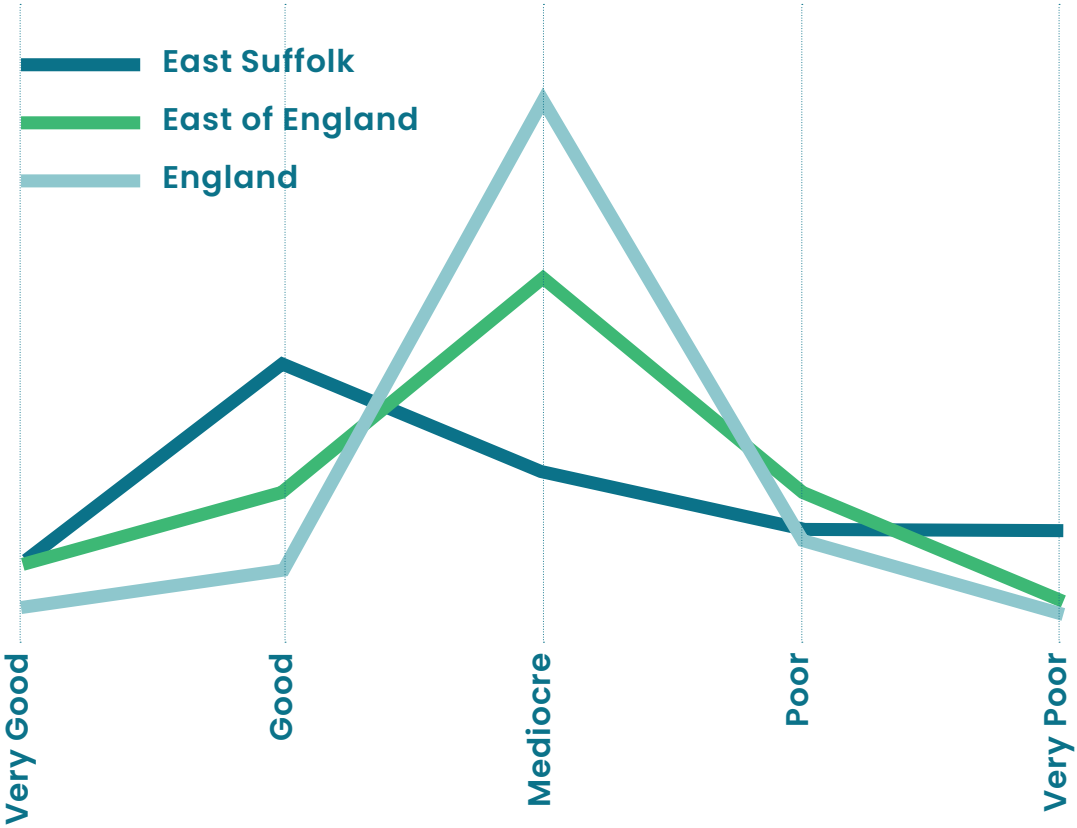 East Suffolk
East of England
England
Very Good
Good
Mediocre
Poor
Very Poor